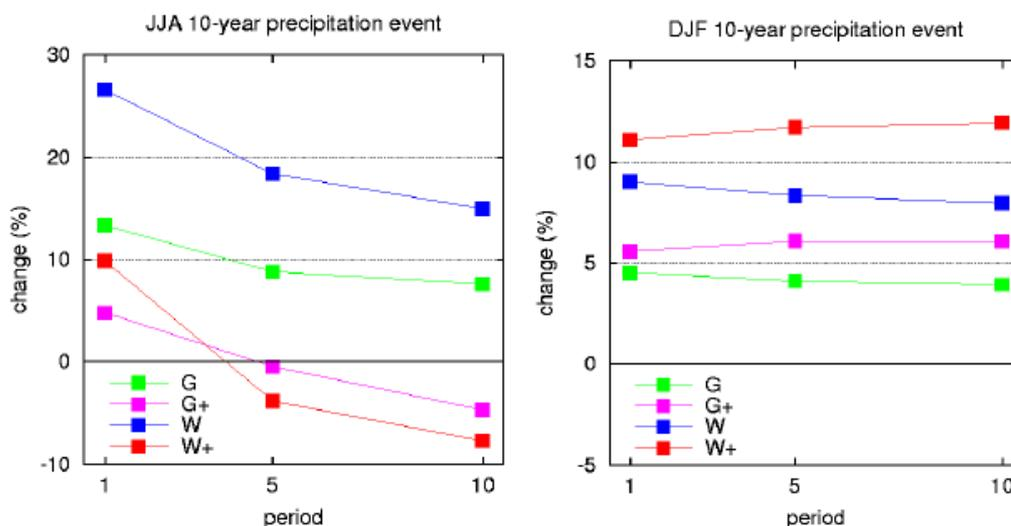 JJA 10-year precipitation event
30
20
10
0
-10
change (%)
G
G+
W
W+
1 5 10
period
DJF 10-year precipitation event
15
10
5
0
-5
change (%)
G
G+
W
W+
1 5 10
period